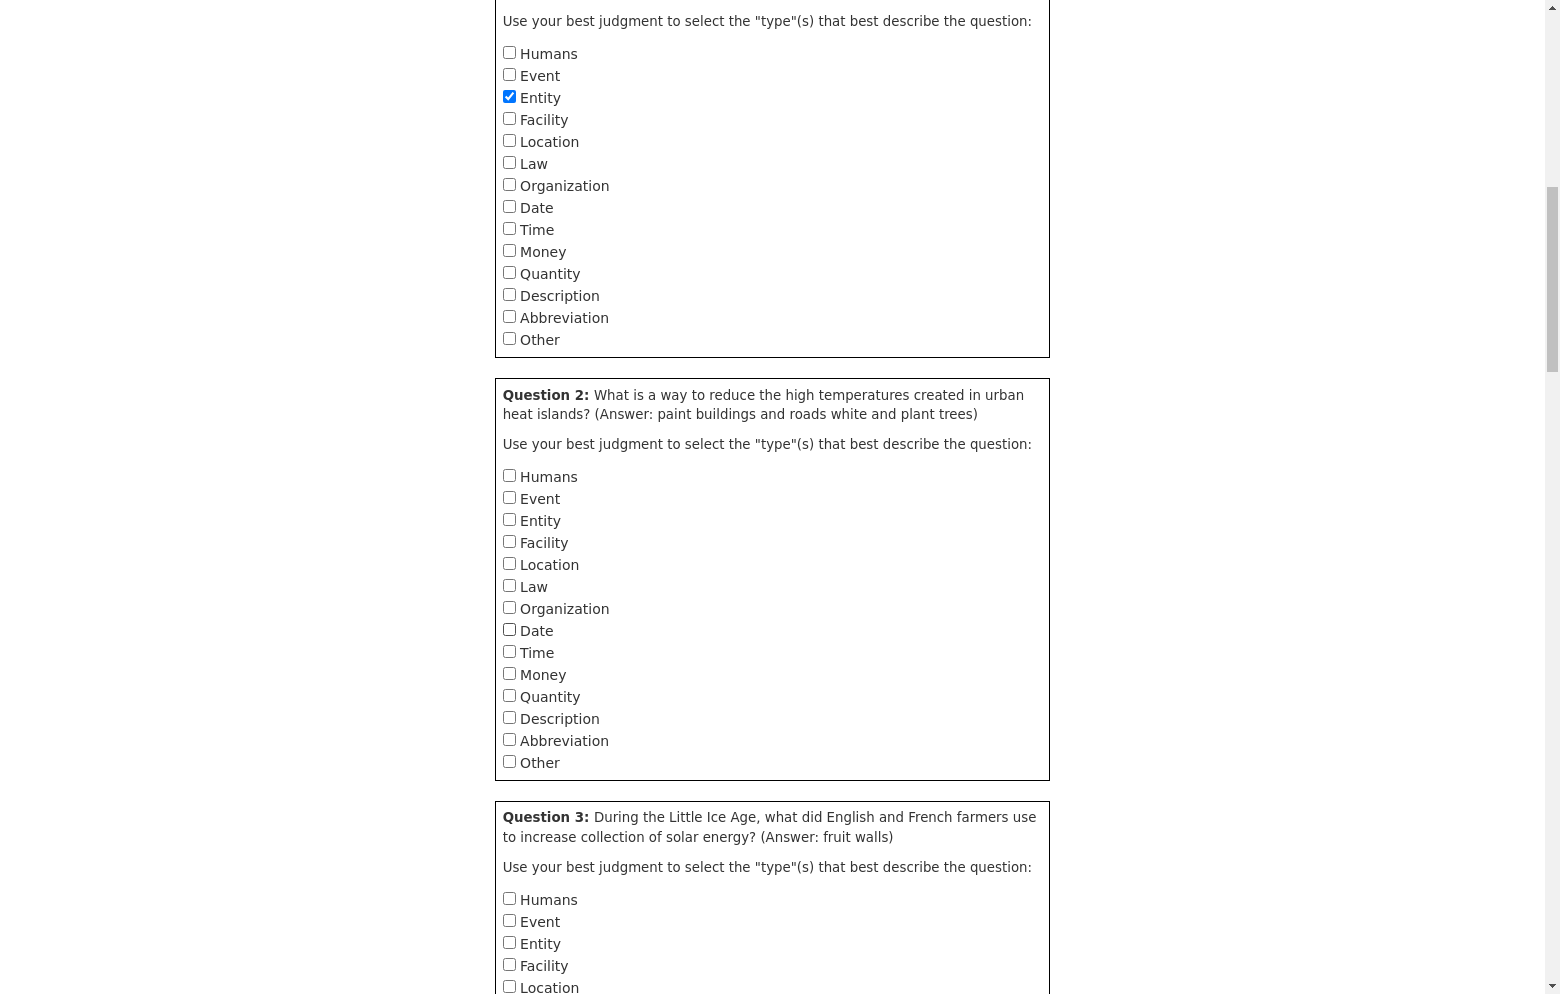 Use your best judgment to select the "type"(s) that best describe the question:
Humans
Event
Entity
Facility
Location
Law
Organization
Date
Time
Money
Quantity
Description
Abbreviation
Other
Question 2: What is a way to reduce the high temperatures created in urban
heat islands? (Answer: paint buildings and roads white and plant trees)
Use your best judgment to select the "type"(s) that best describe the question:
Humans
Event
Entity
Facility
Location
Law
Organization
Date
Time
Money
Quantity
Description
Abbreviation
Other
Question 3: During the Little Ice Age, what did English and French farmers use
to increase collection of solar energy? (Answer: fruit walls)
Use your best judgment to select the "type"(s) that best describe the question:
Humans
Event
Entity
Facility
Location